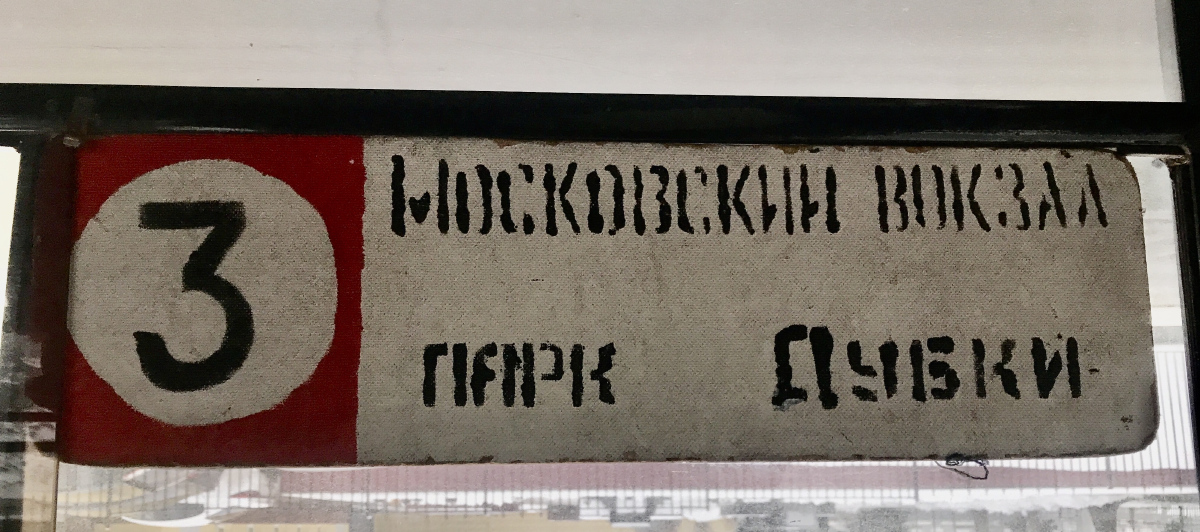 3
Московский вокзал
парк Дубки